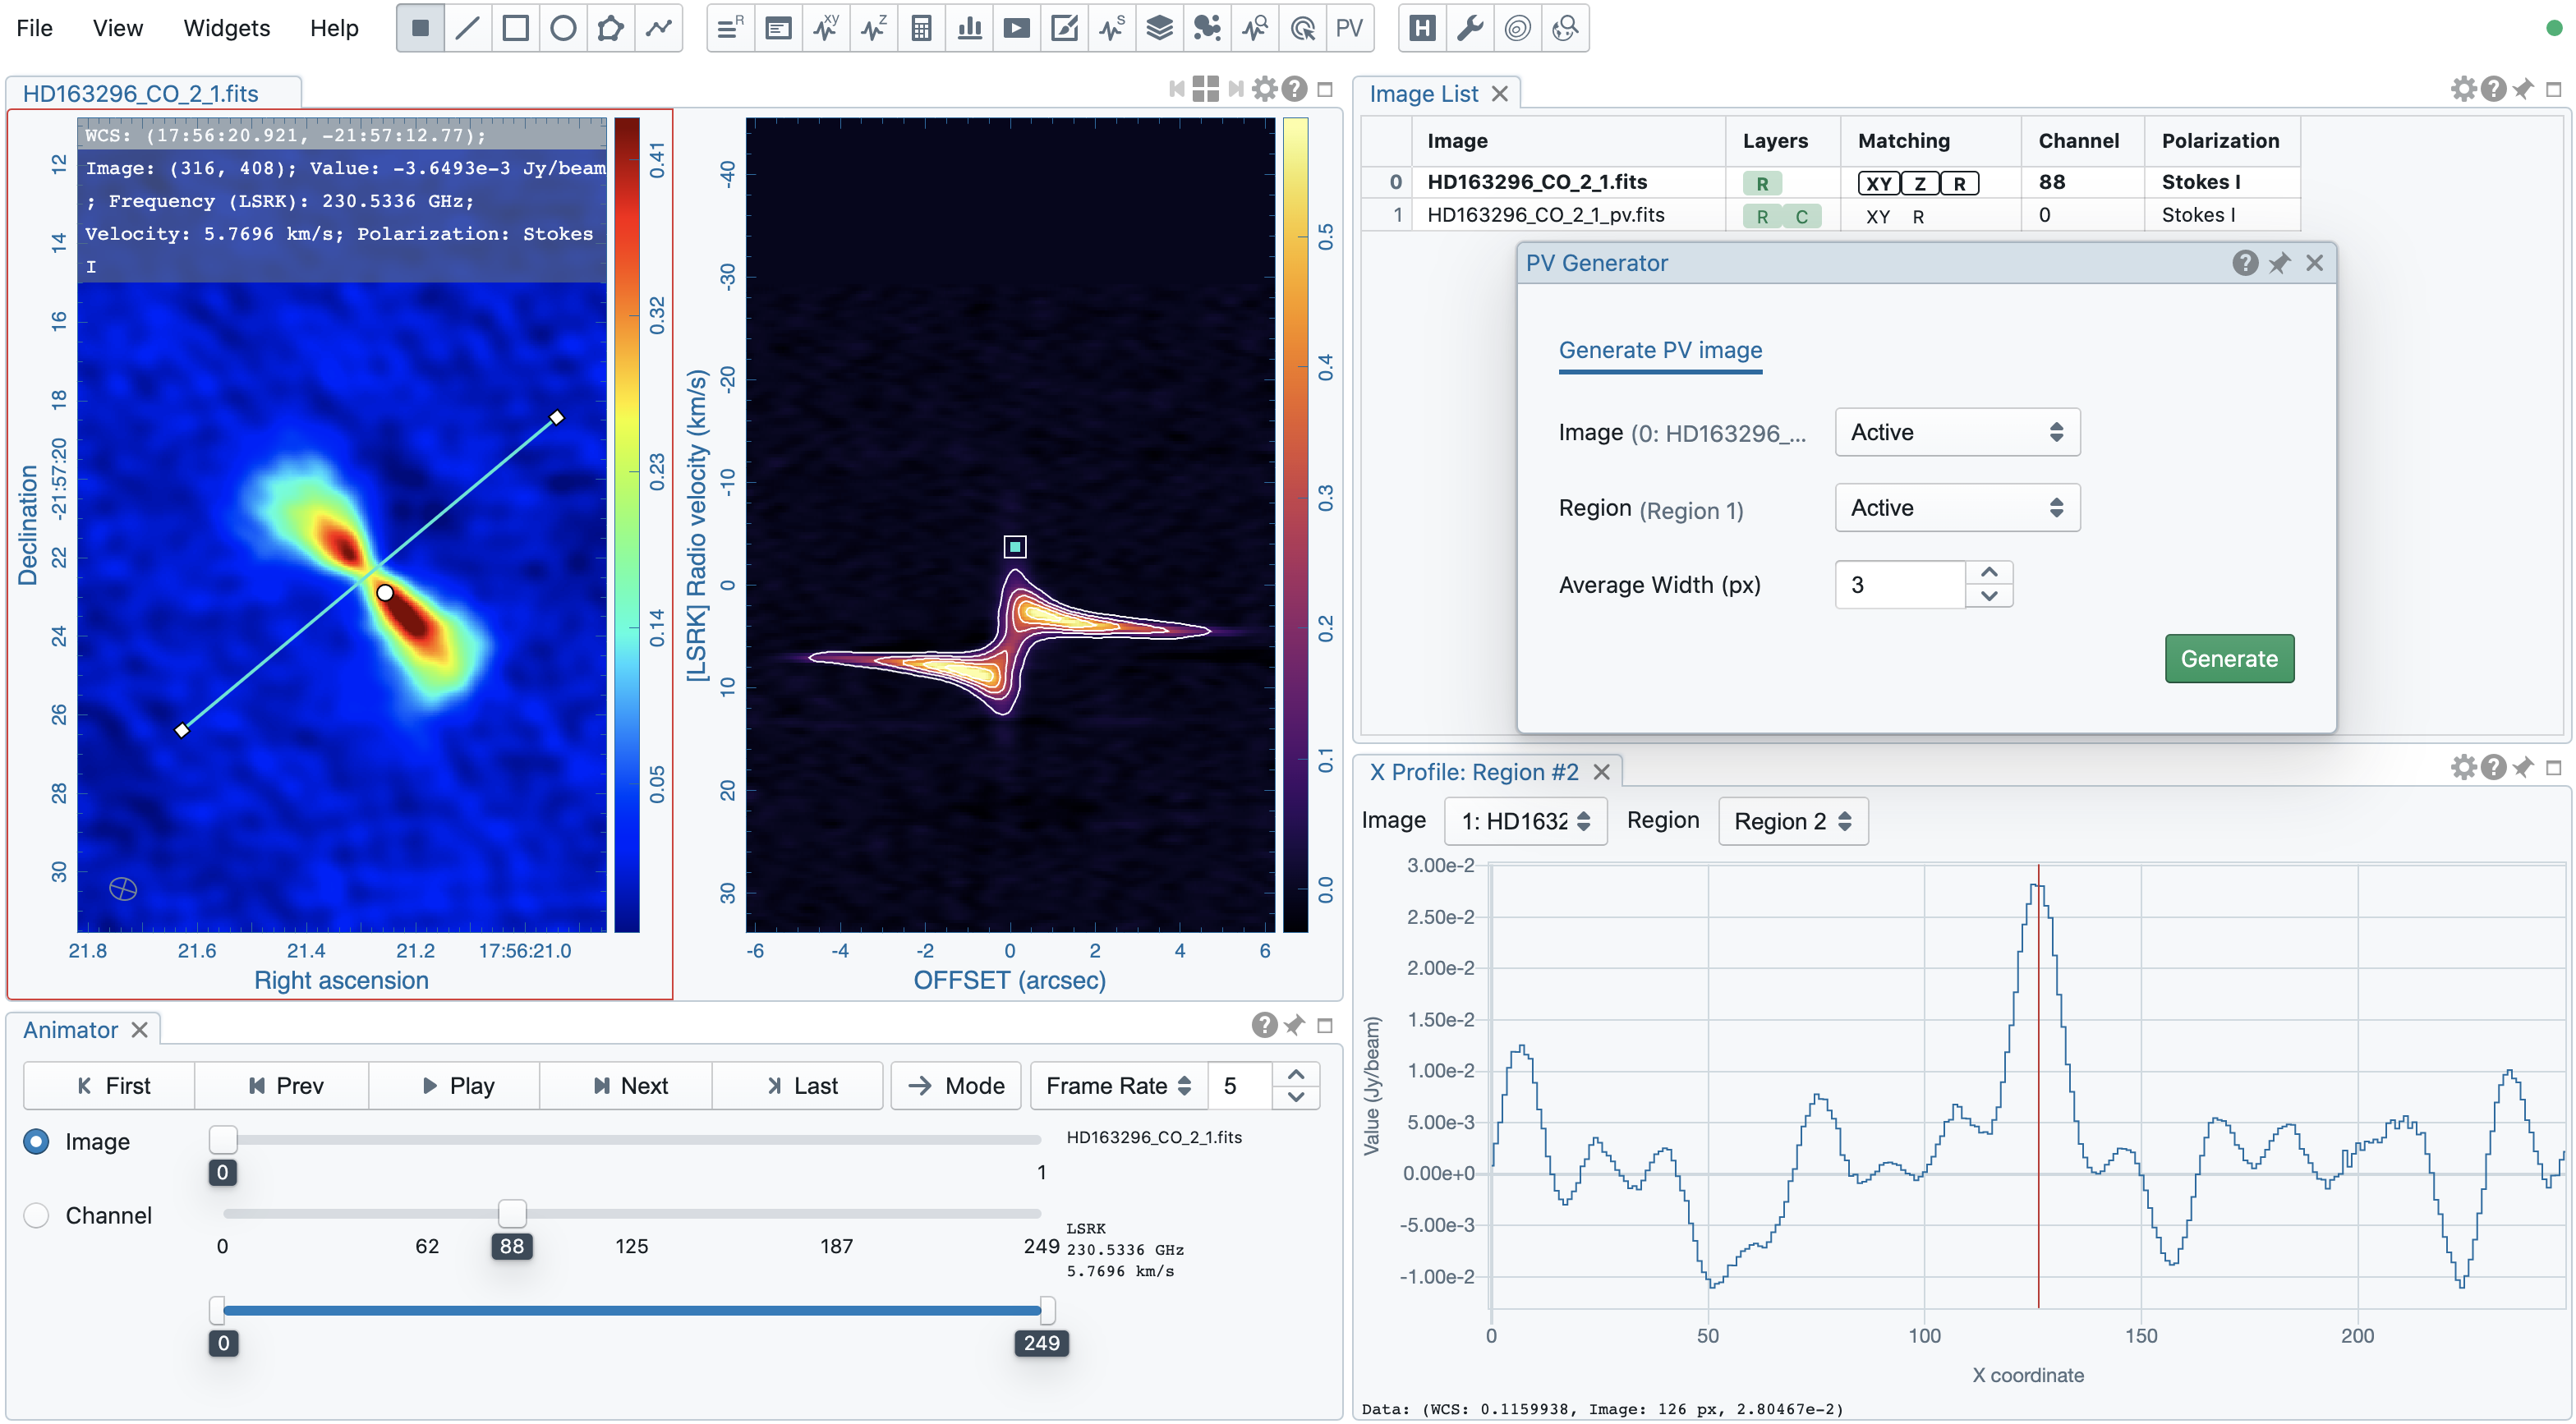 File View Widgets Help
R XY Z S PV H
HD163296_CO_2_1.fits
WCS: (17:56:20.921, -21:57:12.77);
Image: (316, 408); Value: -3.6493e-3 Jy/beam
; Frequency (LSRK): 230.5336 GHz;
Velocity: 5.7696 km/s; Polarization: Stokes
I
Declination
12
14
16
18
-21:57:20
22
24
26
28
30
21.8 21.6 21.4 21.2 17:56:21.0
Right ascension
0.41
0.32
0.23
0.14
0.05
[LSRK] Radio velocity (km/s)
-40
-30
-20
-10
0
10
20
30
-6 -4 -2 0 2 4 6
OFFSET (arcsec)
0.5
0.4
0.3
0.2
0.1
0.0
Image List
Image Layers Matching Channel Polarization
0 HD163296_CO_2_1.fits R XY Z R 88 Stokes I
1 HD163296_CO_2_1_pv.fits R C XY R 0 Stokes I
PV Generator
Generate PV image
Image (0: HD163296_... Active
Region (Region 1) Active
Average Width (px) 3
Generate
Animator
First Prev Play Next Last Mode Frame Rate 5
Image HD163296_CO_2_1.fits
0 1
Channel
0 62 88 125 187 249
LSRK
230.5336 GHz
5.7696 km/s
0 249
X Profile: Region #2
Image 1: HD1632 Region Region 2
Value (Jy/beam)
3.00e-2
2.50e-2
2.00e-2
1.50e-2
1.00e-2
5.00e-3
0.00e+0
-5.00e-3
-1.00e-2
0 50 100 150 200
X coordinate
Data: (WCS: 0.1159938, Image: 126 px, 2.80467e-2)